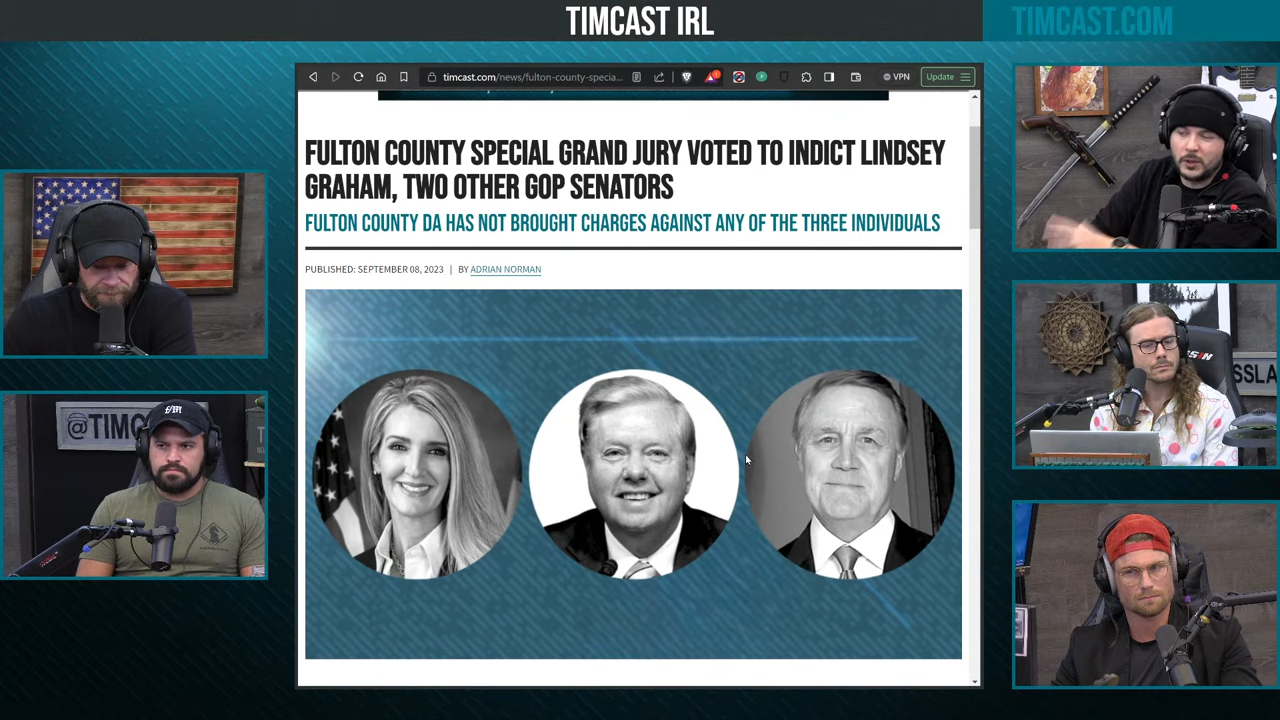 TIMCAST IRL
TIMCAST.COM
timcast.com/news/fulton-county-specia...
VPN
Update
FULTON COUNTY SPECIAL GRAND JURY VOTED TO INDICT LINDSEY
GRAHAM, TWO OTHER GOP SENATORS
FULTON COUNTY DA HAS NOT BROUGHT CHARGES AGAINST ANY OF THE THREE INDIVIDUALS
PUBLISHED: SEPTEMBER 08, 2023 | BY ADRIAN NORMAN
@TIMC
SSLA